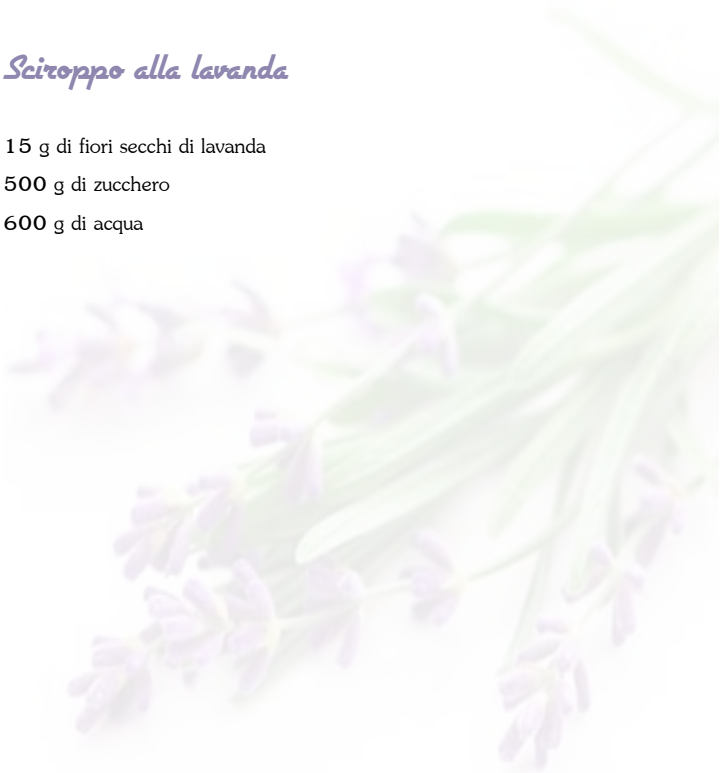 Sciroppo alla lavanda
15 g di fiori secchi di lavanda
500 g di zucchero
600 g di acqua